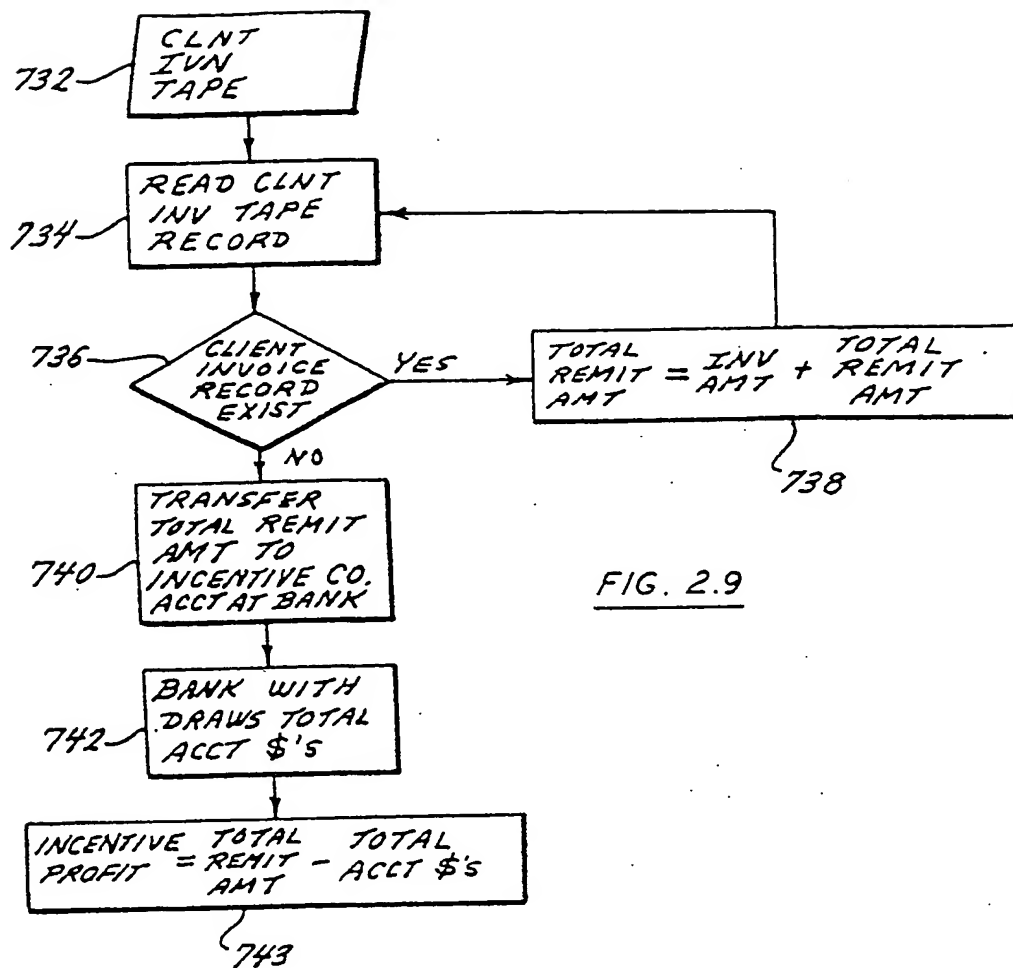 CLNT
IVN
TAPE
732
READ CLNT
INV TAPE
RECORD
734
CLIENT
INVOICE
RECORD
EXIST
736
YES
TOTAL
REMIT
AMT
=
INV
AMT
+
TOTAL
REMIT
AMT
738
NO
TRANSFER
TOTAL REMIT
AMT TO
INCENTIVE CO.
ACCT AT BANK
740
FIG. 2.9
BANK WITH
DRAWS TOTAL
ACCT $'S
742
INCENTIVE
PROFIT
=
TOTAL
REMIT
AMT
-
TOTAL
ACCT $'S
743